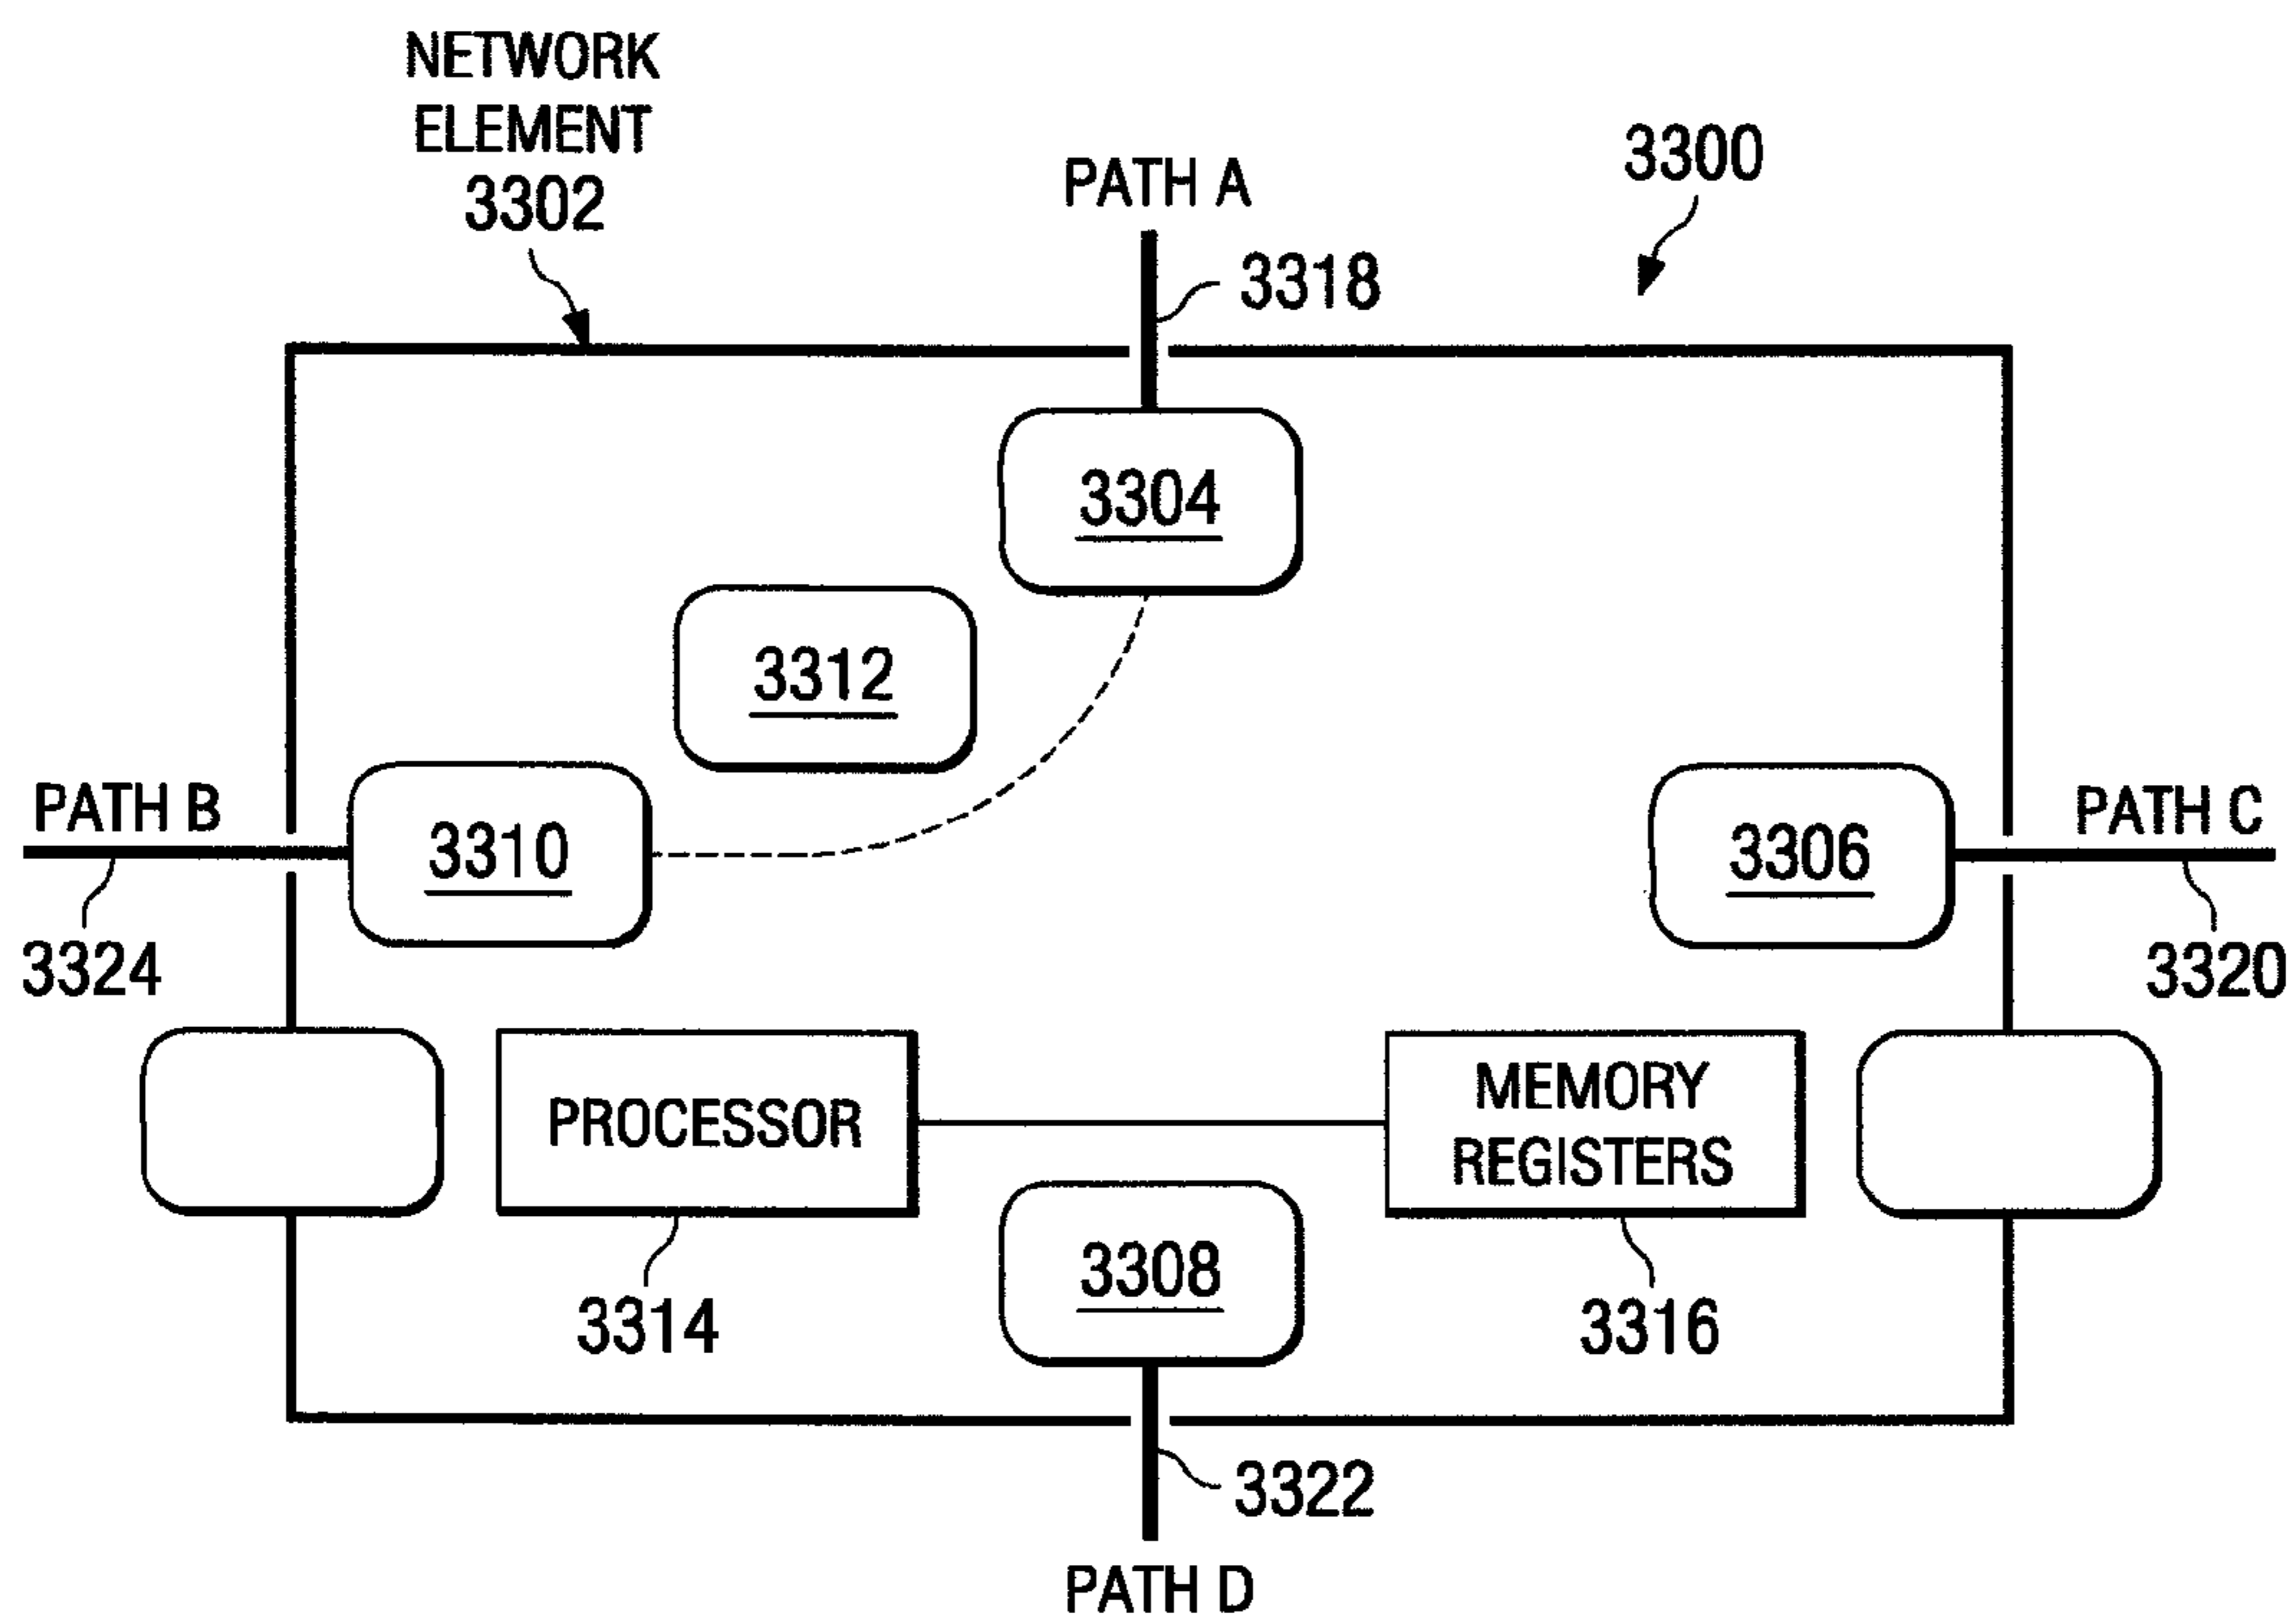 NETWORK
ELEMENT
3302
PATH A
3300
3318
3304
3312
PATH B
3310
3306
PATH C
3324
3320
PROCESSOR
MEMORY
REGISTERS
3308
3314
3316
3322
PATH D